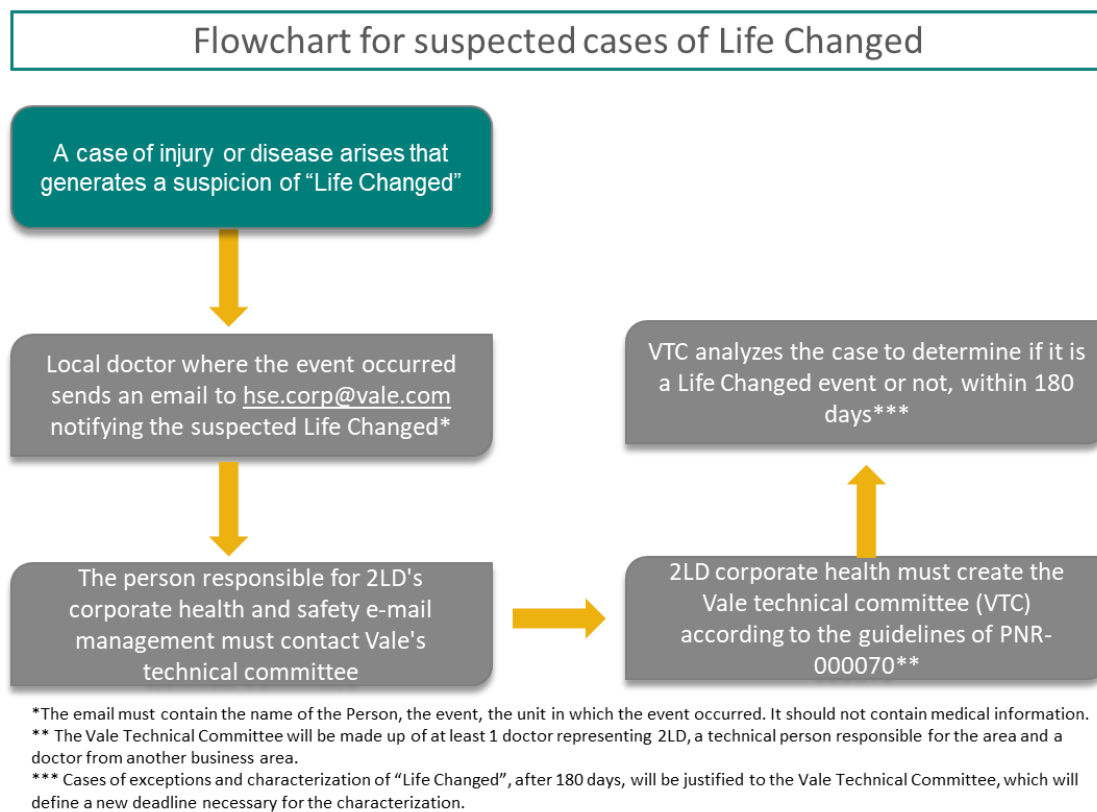 Flowchart for suspected cases of Life Changed
A case of injury or disease arises that
generates a suspicion of “Life Changed”
Local doctor where the event occurred
sends an email to hse.corp@vale.com
notifying the suspected Life Changed*
The person responsible for 2LD's
corporate health and safety e-mail
management must contact Vale's
technical committee
2LD corporate health must create the
Vale technical committee (VTC)
according to the guidelines of PNR-
000070**
VTC analyzes the case to determine if it is
a Life Changed event or not, within 180
days***
*The email must contain the name of the Person, the event, the unit in which the event occurred. It should not contain medical information.
** The Vale Technical Committee will be made up of at least 1 doctor representing 2LD, a technical person responsible for the area and a
doctor from another business area.
*** Cases of exceptions and characterization of “Life Changed”, after 180 days, will be justified to the Vale Technical Committee, which will
define a new deadline necessary for the characterization.